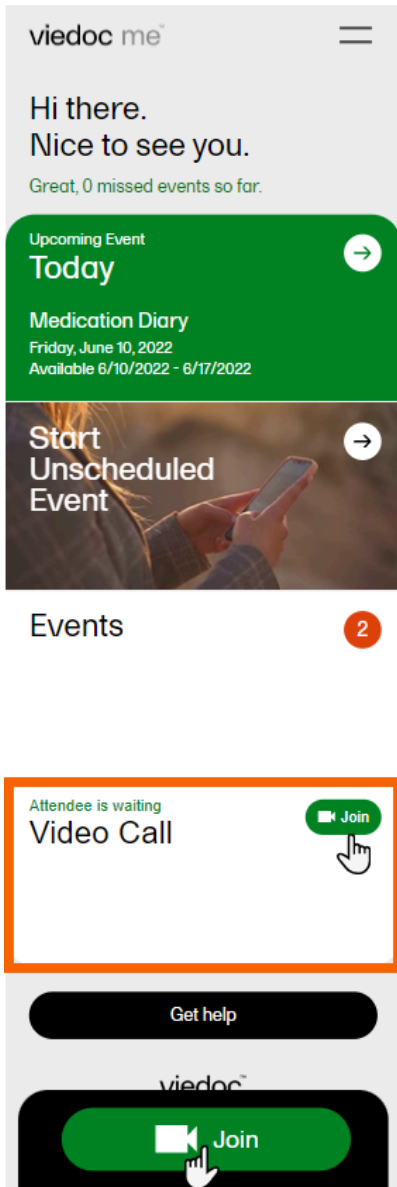 viedoc me™
Hi there.
Nice to see you.
Great, 0 missed events so far.
Upcoming Event
Today
Medication Diary
Friday, June 10, 2022
Available 6/10/2022 - 6/17/2022
Start
Unscheduled
Event
Events
2
Attendee is waiting
Join
Video Call
Get help
viedoc™
Join